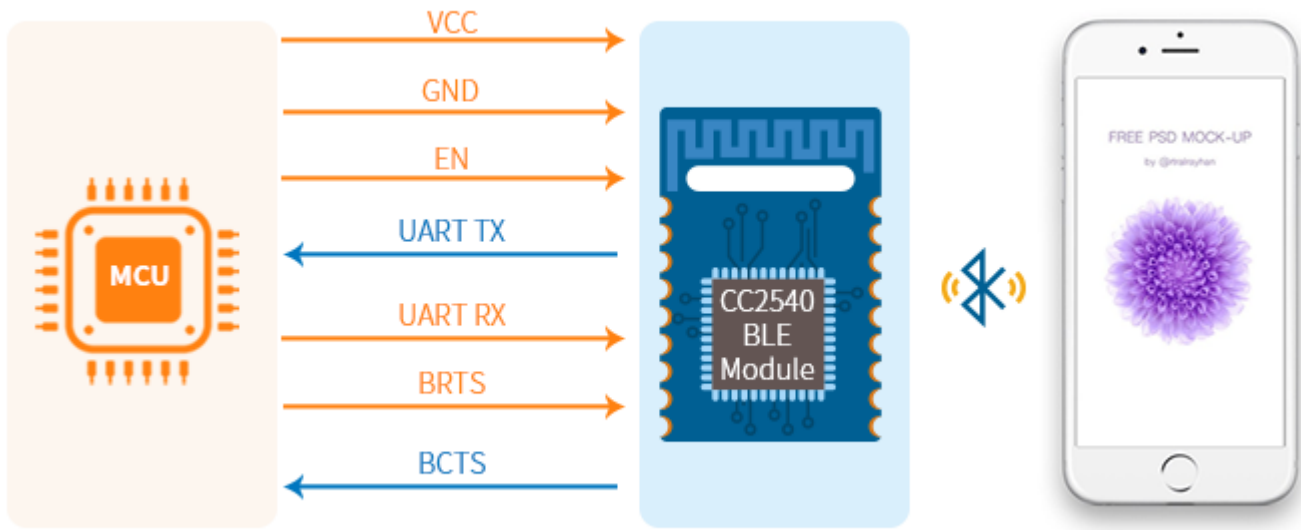 VCC
GND
EN
UART TX
UART RX
BRTS
BCTS
MCU
CC2540
BLE
Module
FREE PSD MOCK-UP